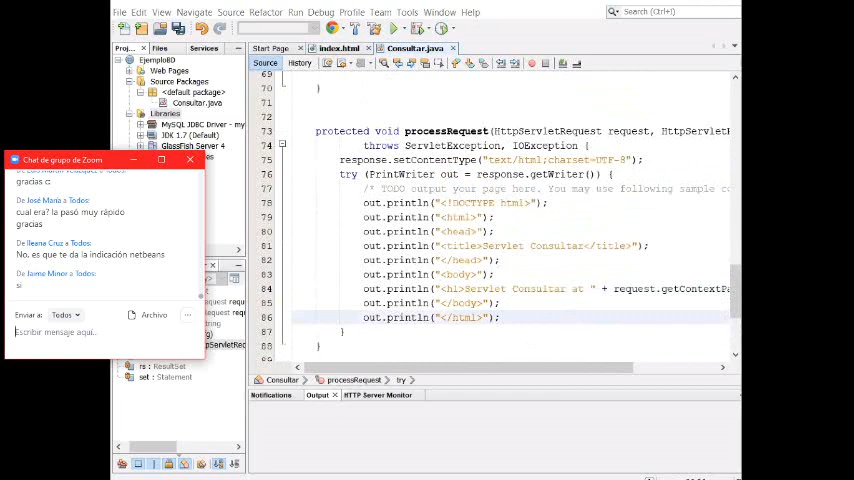 File Edit View Navigate Source Refactor Run Debug Profile Team Tools Window Help
Search (Ctrl+I)
Proj... Files Services
Start Page index.html Consultar.java
EjemploBD
Web Pages
Source Packages
<default package>
Consultar.java
Libraries
MySQL JDBC Driver - my
JDK 1.7 (Default)
GlassFish Server 4
Source History
69
70 }
71
72
73 protected void processRequest(HttpServletRequest request, HttpServletR
74 throws ServletException, IOException {
75 response.setContentType("text/html;charset=UTF-8");
76 try (PrintWriter out = response.getWriter()) {
77 /* TODO output your page here. You may use following sample co
78 out.println("<!DOCTYPE html>");
79 out.println("<html>");
80 out.println("<head>");
81 out.println("<title>Servlet Consultar</title>");
82 out.println("</head>");
83 out.println("<body>");
84 out.println("<h1>Servlet Consultar at " + request.getContextPa
85 out.println("</body>");
86 out.println("</html>");
87 }
88 }
Chat de grupo de Zoom
gracias c:
De José María a Todos:
cual era? la pasó muy rápido
gracias
De Ileana Cruz a Todos:
No, es que te da la indicación netbeans
De Jaime Minor a Todos:
si
Enviar a: Todos Archivo ...
Escribir mensaje aquí...
rs : ResultSet
set : Statement
Consultar processRequest try
Notifications Output HTTP Server Monitor